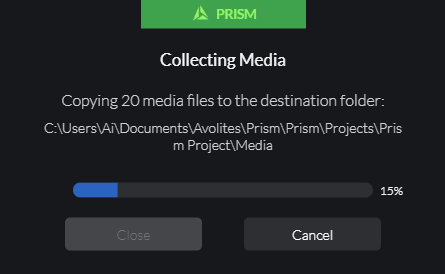 PRISM
Collecting Media
Copying 20 media files to the destination folder:
C:\Users\Ai\Documents\Avolites\Prism\Prism\Projects\Pris
m Project\Media
15%
Close
Cancel